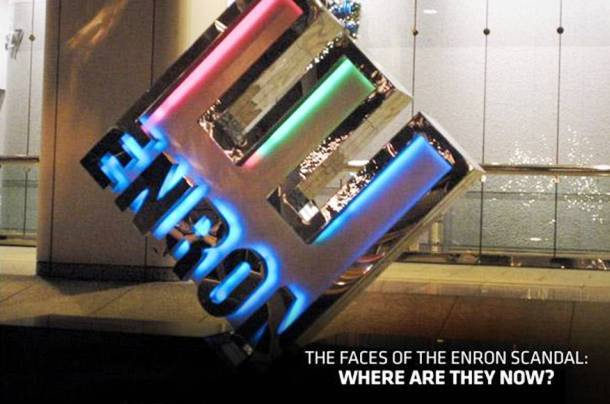 ENRON
THE FACES OF THE ENRON SCANDAL:
WHERE ARE THEY NOW?